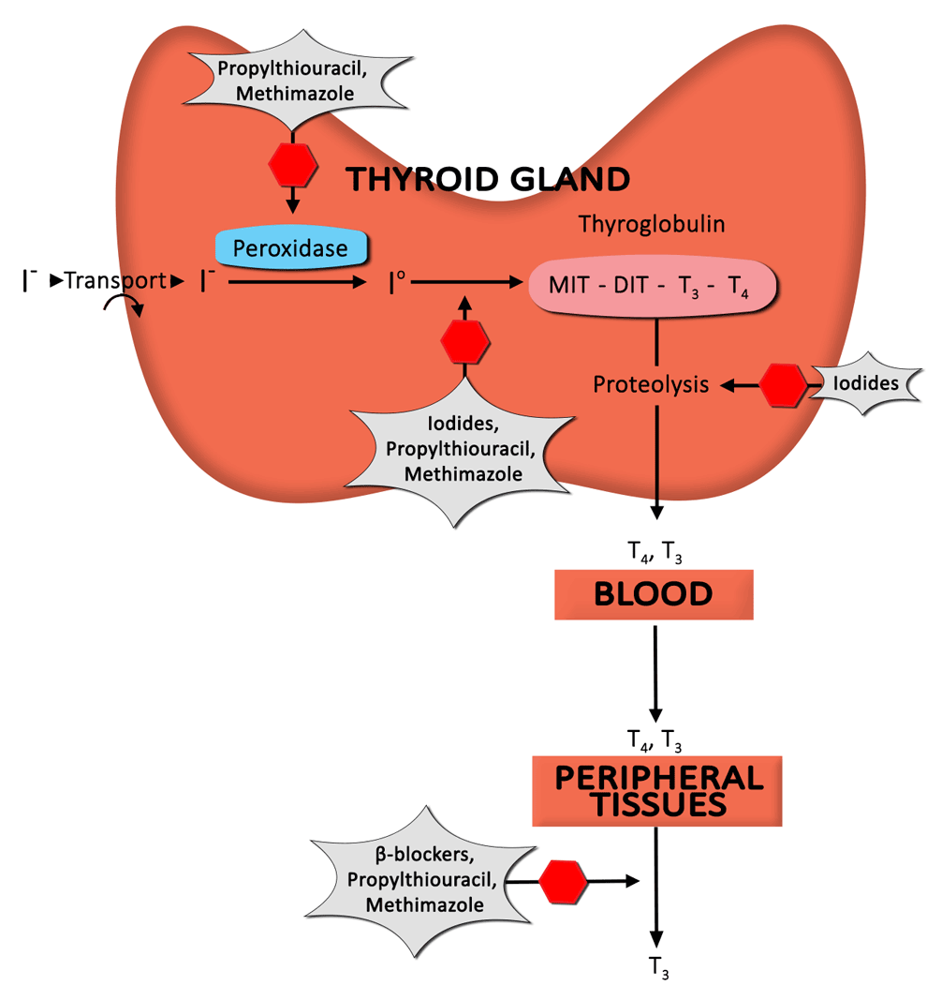 Propylthiouracil,
Methimazole
THYROID GLAND
Thyroglobulin
Peroxidase
I⁻ Transport I⁻ I° MIT - DIT - T₃ - T₄
Proteolysis
Iodides
Iodides,
Propylthiouracil,
Methimazole
T₄, T₃
BLOOD
T₄, T₃
PERIPHERAL
TISSUES
β-blockers,
Propylthiouracil,
Methimazole
T₃